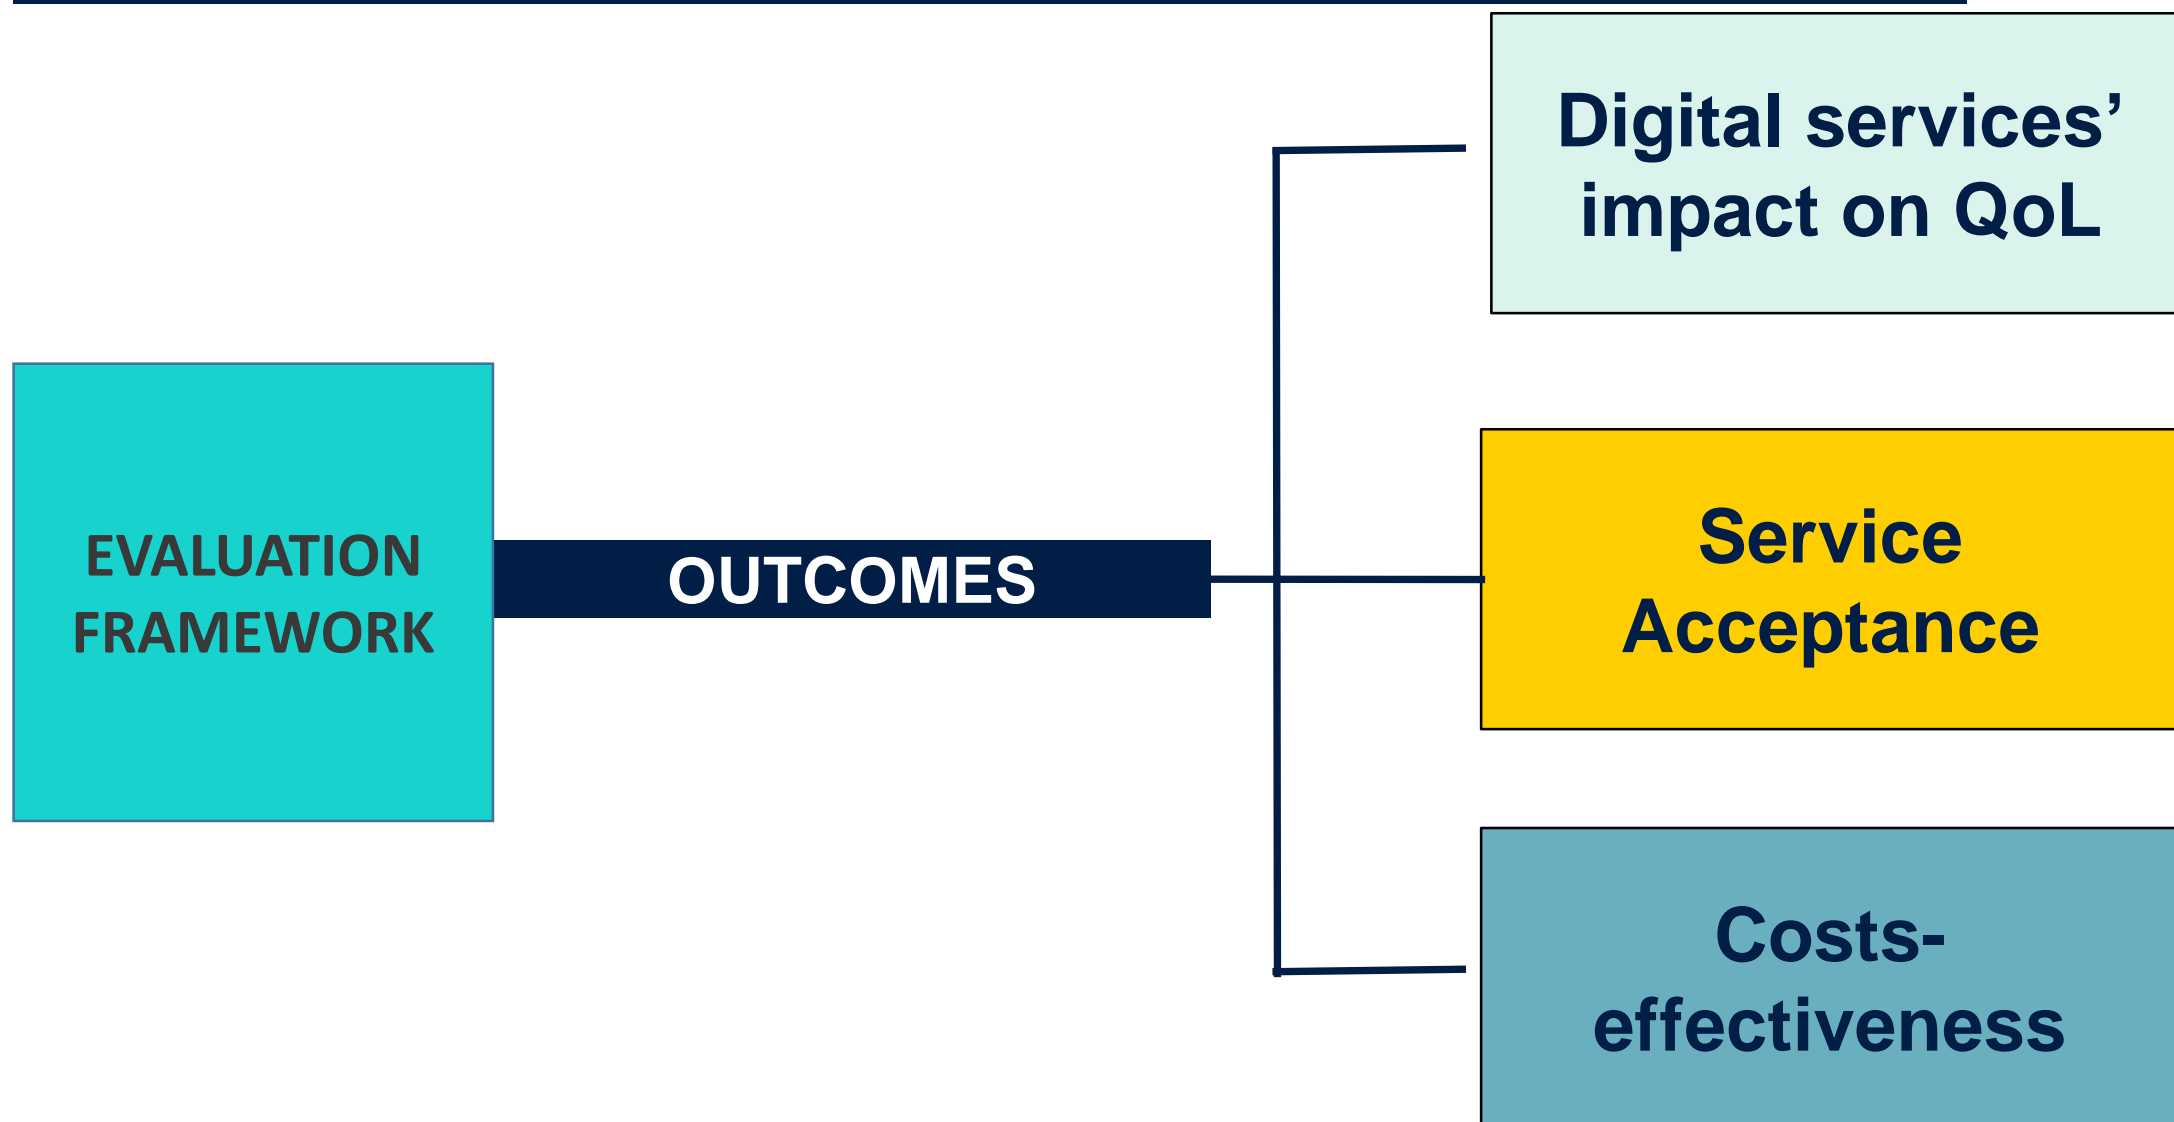 EVALUATION
FRAMEWORK
OUTCOMES
Digital services’
impact on QoL
Service
Acceptance
Costs-
effectiveness